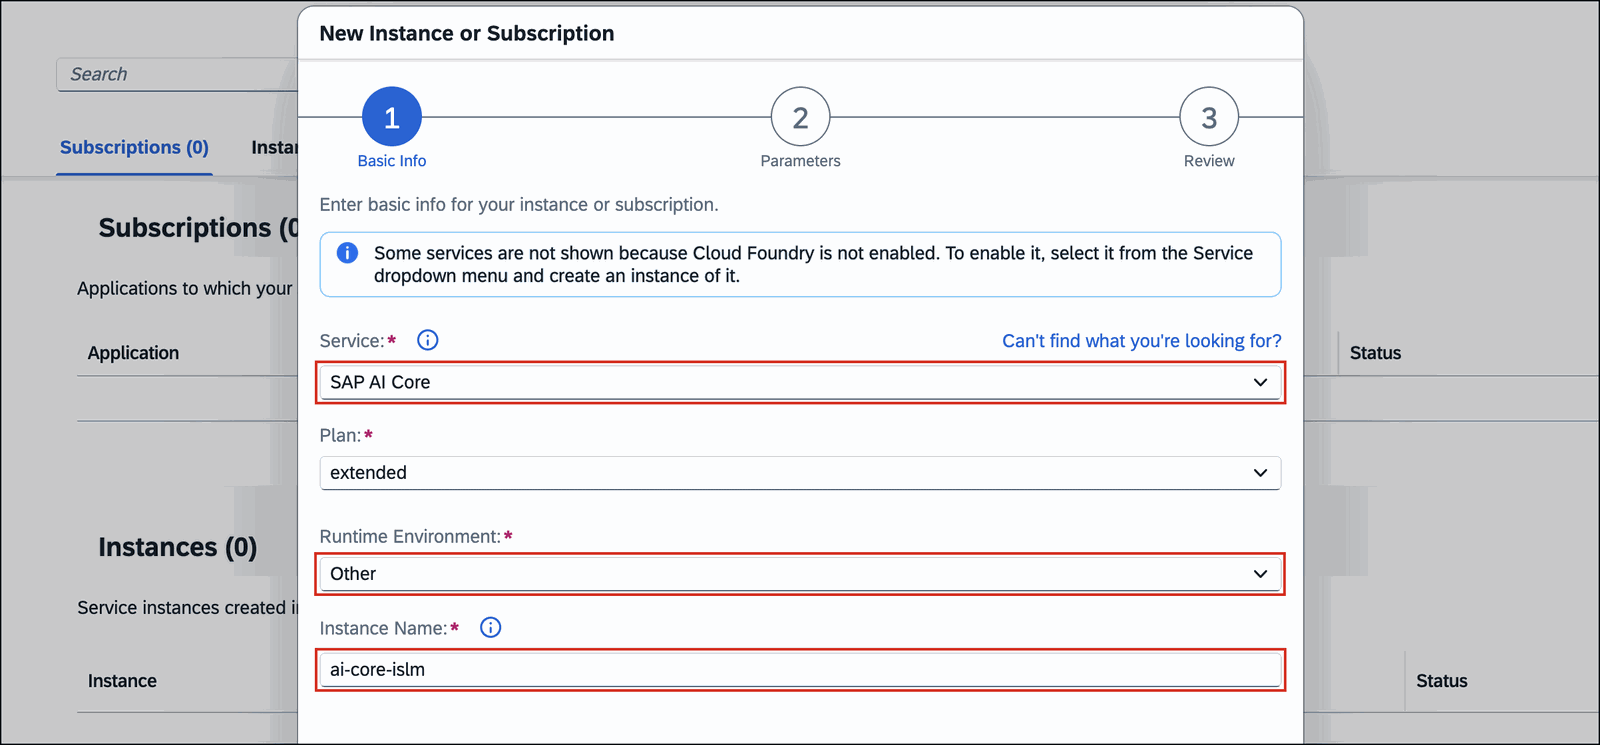 New Instance or Subscription
Search
1
2
3
Basic Info
Parameters
Review
Subscriptions (0)
Enter basic info for your instance or subscription.
Subscriptions
Some services are not shown because Cloud Foundry is not enabled. To enable it, select it from the Service
dropdown menu and create an instance of it.
Applications to which your
Service:*
Can't find what you're looking for?
Application
Status
SAP AI Core
Plan:*
extended
Runtime Environment:*
Instances (0)
Other
Service instances created
Instance Name:*
ai-core-islm
Instance
Status